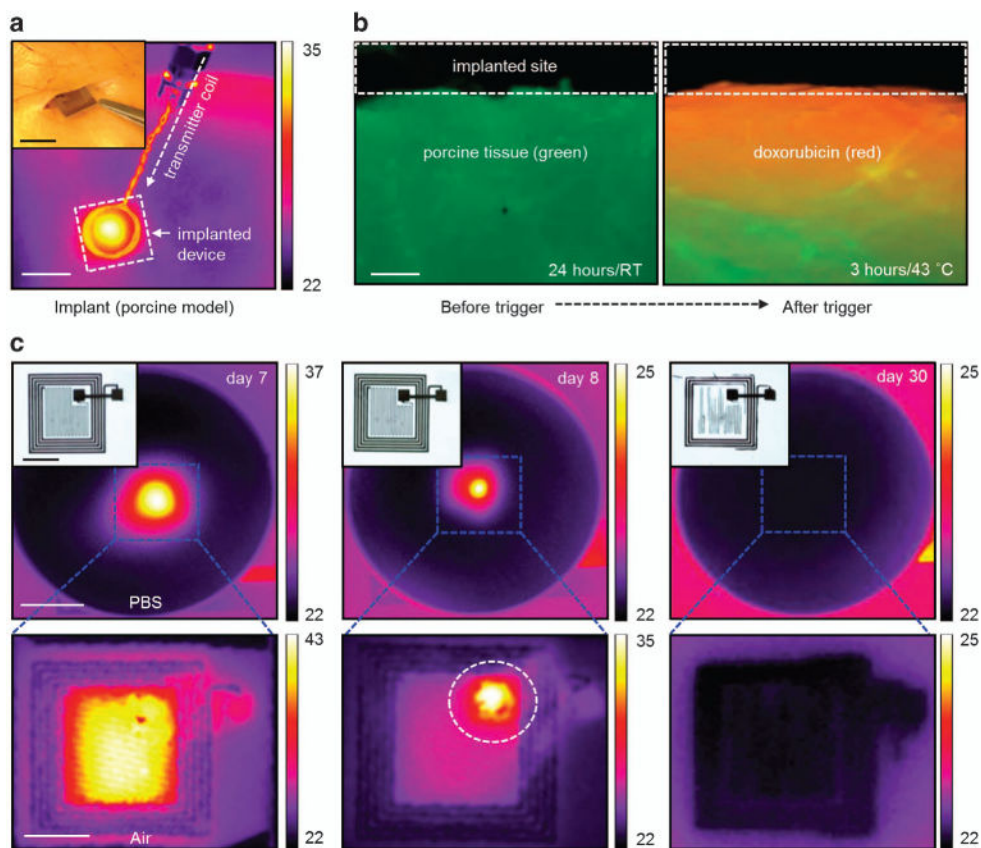 a
35
transmitter coil
implanted
device
22
Implant (porcine model)
b
implanted site
porcine tissue (green)
24 hours/RT
doxorubicin (red)
3 hours/43 °C
Before trigger
After trigger
c
day 7
37
PBS
22
day 8
25
22
day 30
25
22
43
Air
22
35
22
25
22